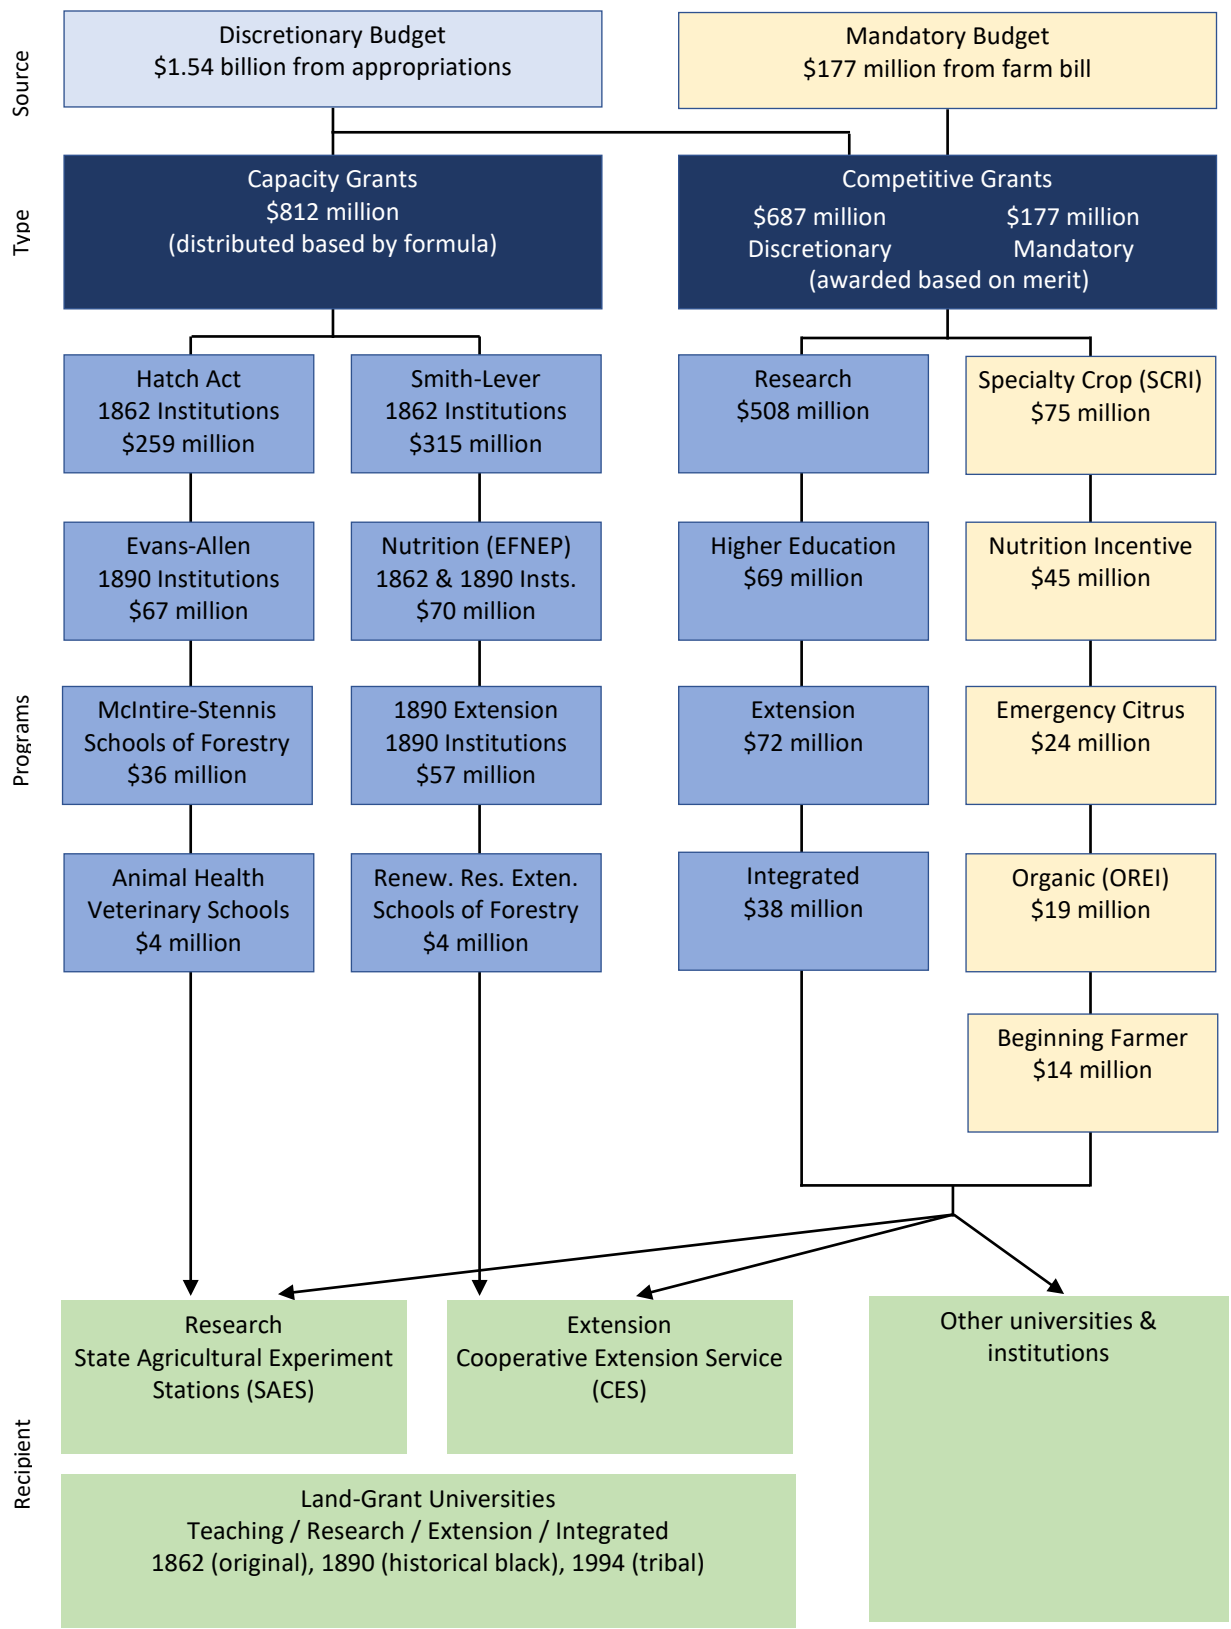 Source
Discretionary Budget
$1.54 billion from appropriations
Mandatory Budget
$177 million from farm bill
Type
Capacity Grants
$812 million
(distributed based by formula)
Competitive Grants
$687 million
Discretionary
$177 million
Mandatory
(awarded based on merit)
Programs
Hatch Act
1862 Institutions
$259 million
Smith-Lever
1862 Institutions
$315 million
Research
$508 million
Specialty Crop (SCRI)
$75 million
Evans-Allen
1890 Institutions
$67 million
Nutrition (EFNEP)
1862 & 1890 Insts.
$70 million
Higher Education
$69 million
Nutrition Incentive
$45 million
McIntire-Stennis
Schools of Forestry
$36 million
1890 Extension
1890 Institutions
$57 million
Extension
$72 million
Emergency Citrus
$24 million
Animal Health
Veterinary Schools
$4 million
Renew. Res. Exten.
Schools of Forestry
$4 million
Integrated
$38 million
Organic (OREI)
$19 million
Beginning Farmer
$14 million
Recipient
Research
State Agricultural Experiment
Stations (SAES)
Extension
Cooperative Extension Service
(CES)
Other universities &
institutions
Land-Grant Universities
Teaching / Research / Extension / Integrated
1862 (original), 1890 (historical black), 1994 (tribal)